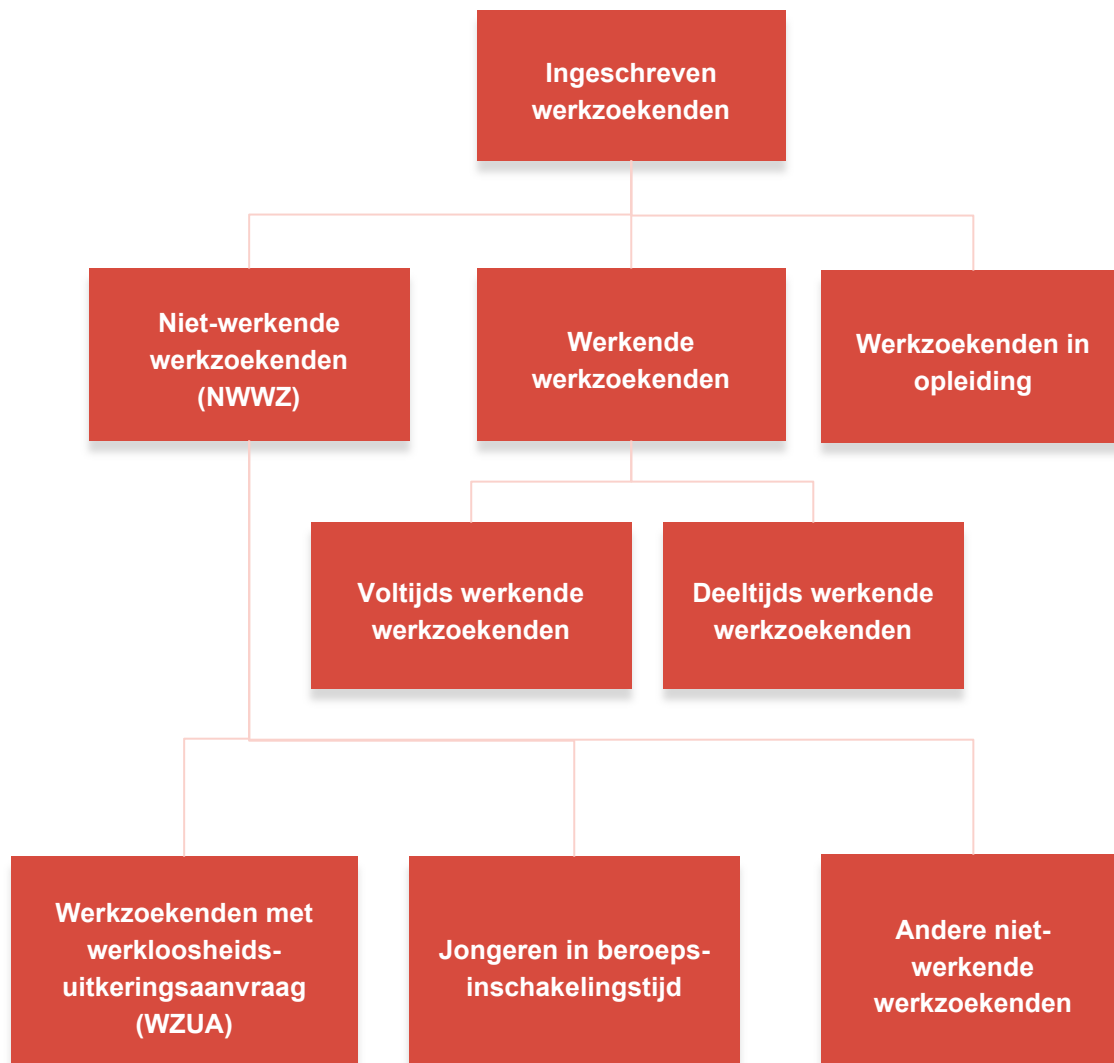 Ingeschreven
werkzoekenden
Niet-werkende
werkzoekenden
(NWWZ)
Werkende
werkzoekenden
Werkzoekenden in
opleiding
Voltijds werkende
werkzoekenden
Deeltijds werkende
werkzoekenden
Werkzoekenden met
werkloosheids-
uitkeringsaanvraag
(WZUA)
Jongeren in beroeps-
inschakelingstijd
Andere niet-
werkende
werkzoekenden